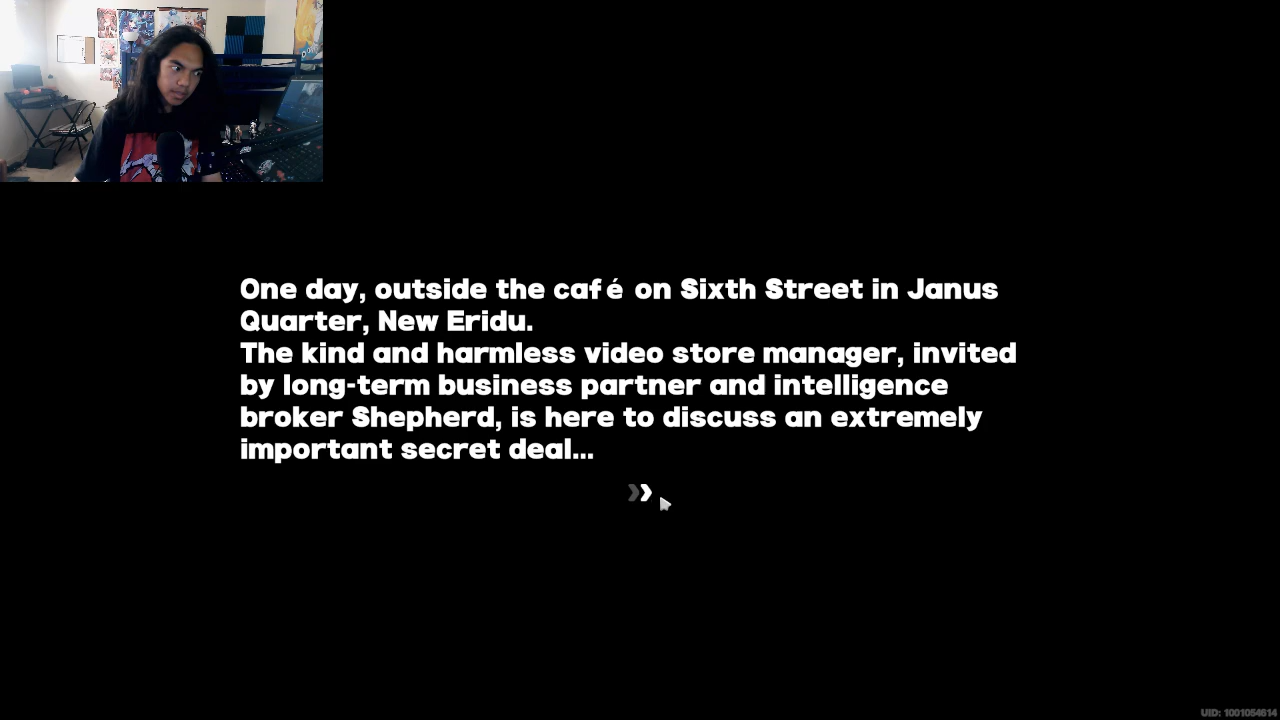 One day, outside the café on Sixth Street in Janus
Quarter, New Eridu.
The kind and harmless video store manager, invited
by long-term business partner and intelligence
broker Shepherd, is here to discuss an extremely
important secret deal...
UID: 1001054614